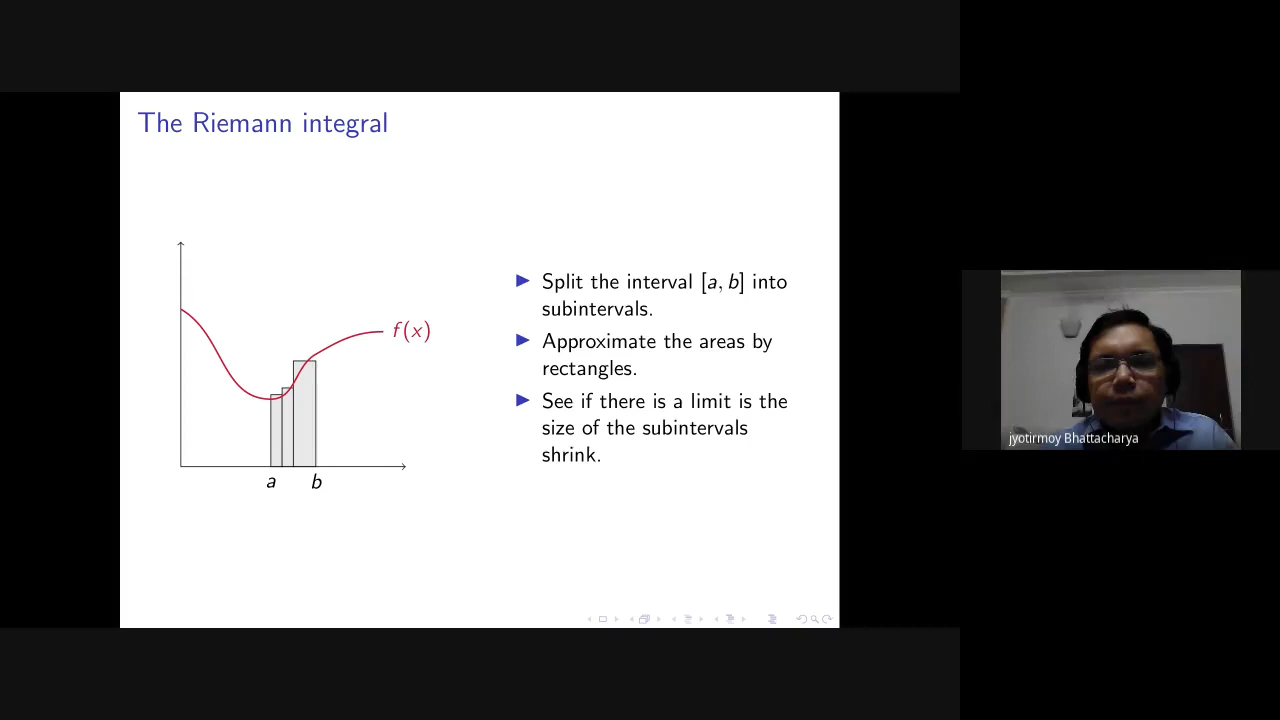 The Riemann integral
f(x)
a
b
▶ Split the interval [a, b] into
subintervals.
▶ Approximate the areas by
rectangles.
▶ See if there is a limit is the
size of the subintervals
shrink.
jyotirmoy Bhattacharya